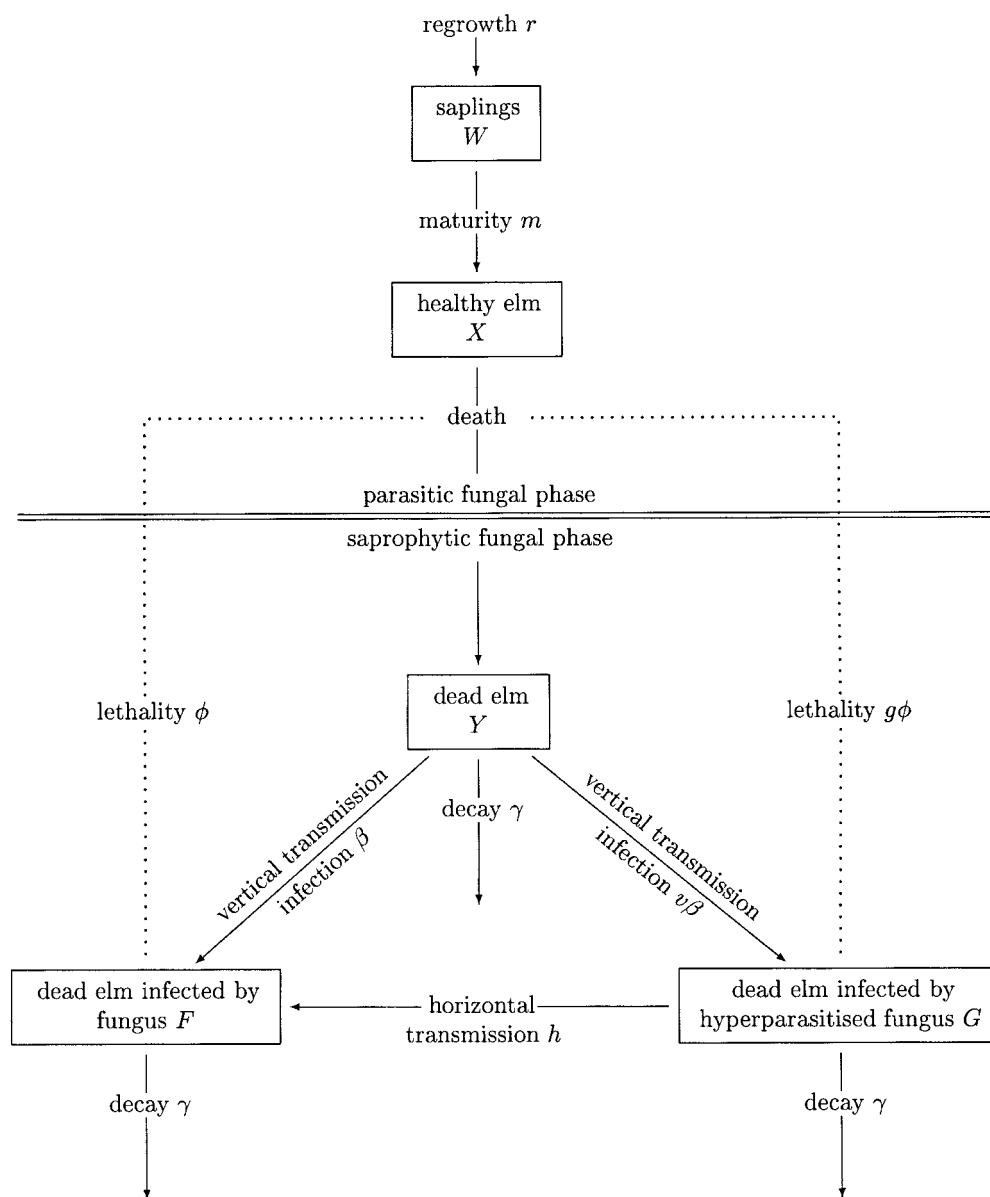 regrowth r
saplings
W
maturity m
healthy elm
X
death
parasitic fungal phase
saprophytic fungal phase
dead elm
Y
lethality ϕ
lethality gϕ
decay γ
vertical transmission
infection β
vertical transmission
infection vβ
dead elm infected by
fungus F
horizontal
transmission h
dead elm infected by
hyperparasitised fungus G
decay γ
decay γ